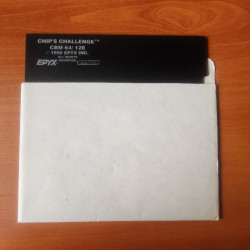 CHIP'S CHALLENGE™
CBM 64/128
© 1990 EPYX INC.
ALL RIGHTS
RESERVED
EPYX